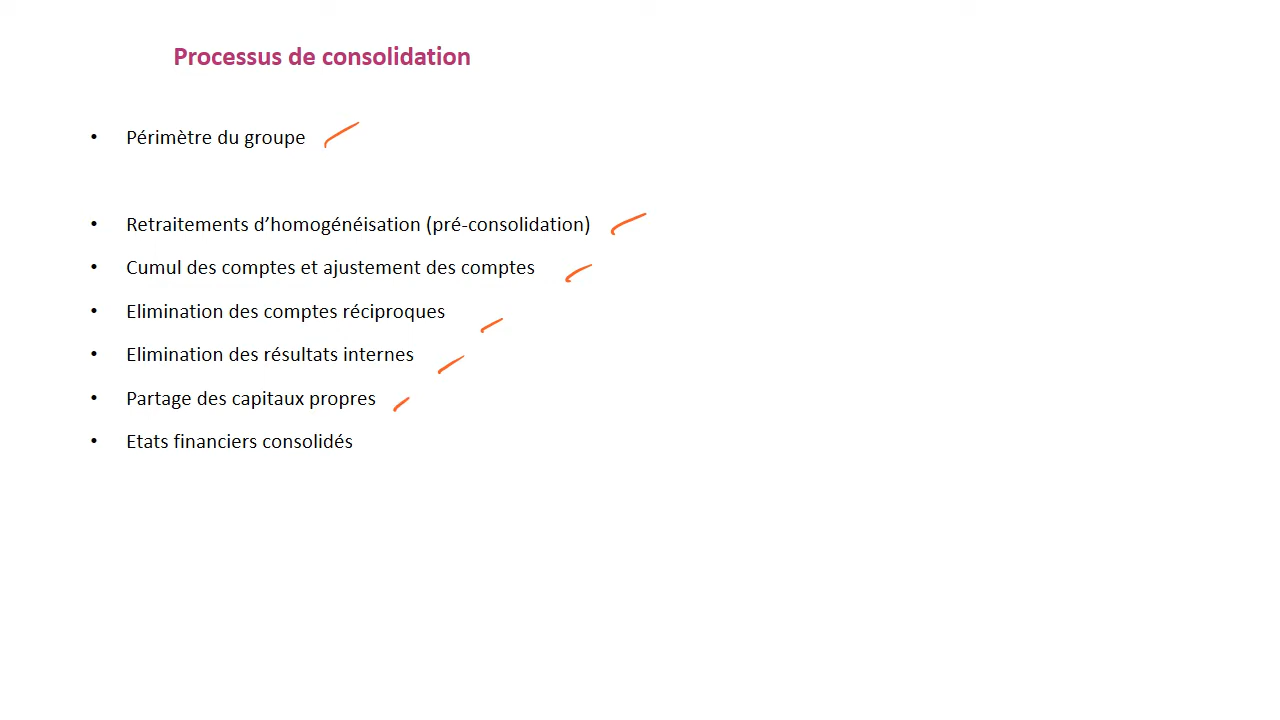 Processus de consolidation
• Périmètre du groupe
• Retraitements d’homogénéisation (pré-consolidation)
• Cumul des comptes et ajustement des comptes
• Elimination des comptes réciproques
• Elimination des résultats internes
• Partage des capitaux propres
• Etats financiers consolidés